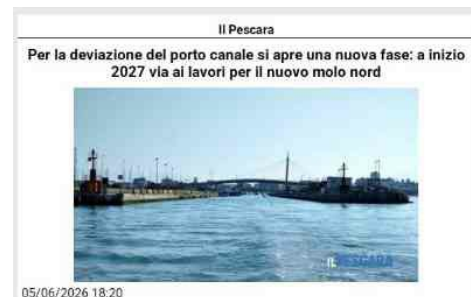 Il Pescara
Per la deviazione del porto canale si apre una nuova fase: a inizio
2027 via ai lavori per il nuovo molo nord
IL PESCARA
05/06/2026 18:20